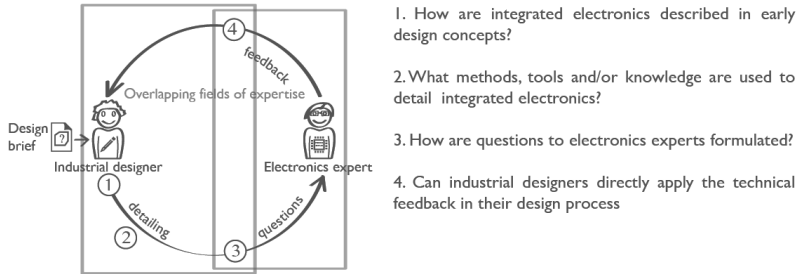 4
feedback
Overlapping fields of expertise
Design
brief
?
Industrial designer
Electronics expert
1
detailing
2
questions
3
1. How are integrated electronics described in early
design concepts?
2. What methods, tools and/or knowledge are used to
detail integrated electronics?
3. How are questions to electronics experts formulated?
4. Can industrial designers directly apply the technical
feedback in their design process